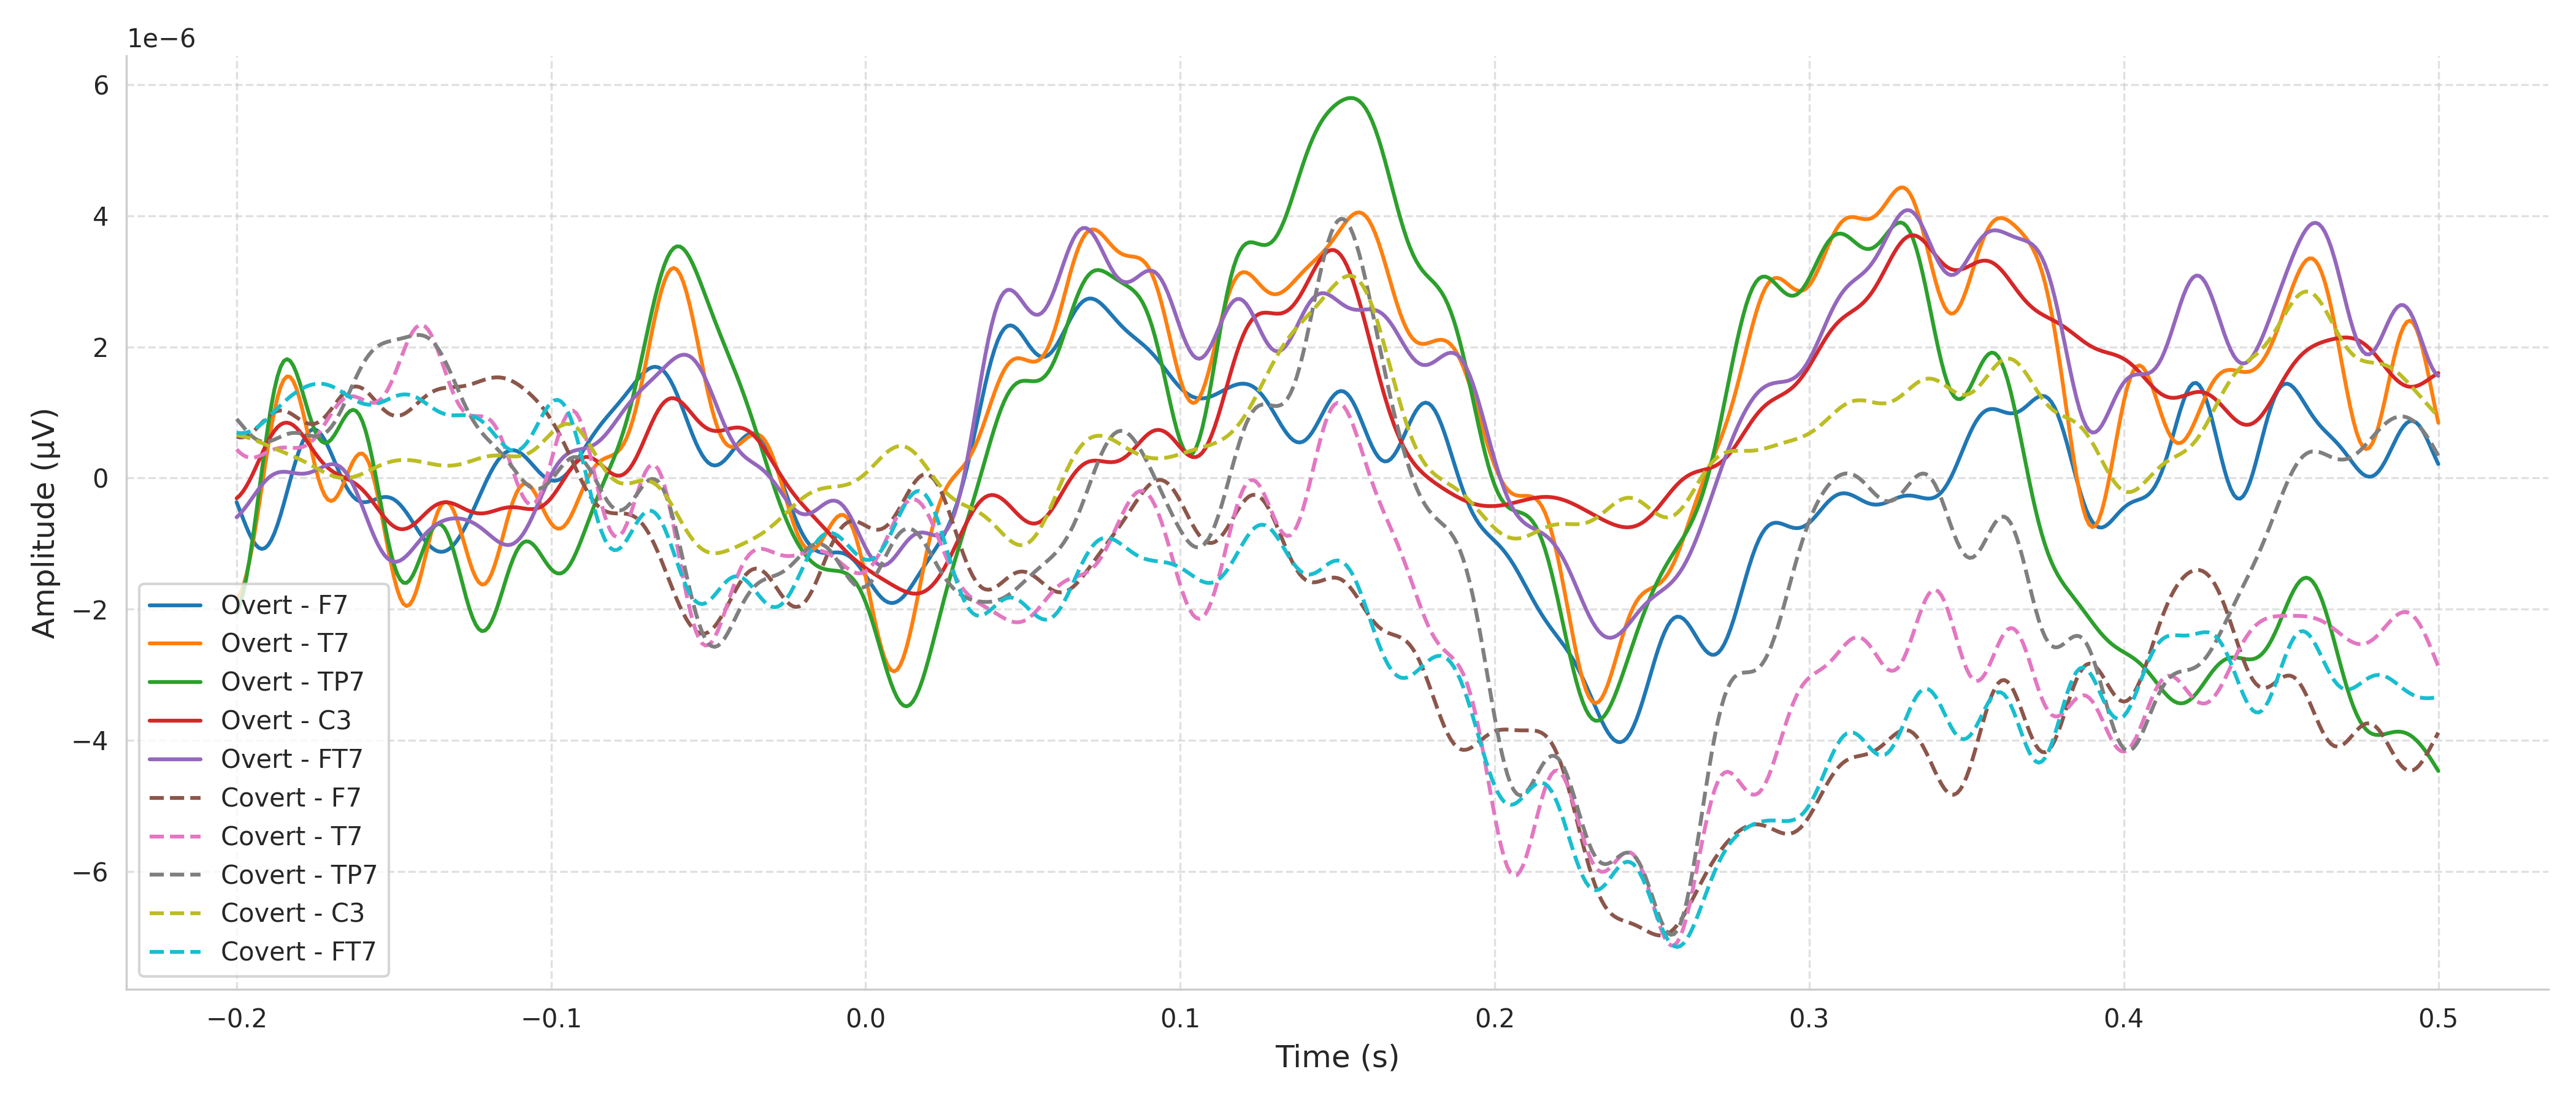 1e−6
6
4
2
0
−2
−4
−6
Amplitude (µV)
Overt - F7
Overt - T7
Overt - TP7
Overt - C3
Overt - FT7
Covert - F7
Covert - T7
Covert - TP7
Covert - C3
Covert - FT7
−0.2 −0.1 0.0 0.1 0.2 0.3 0.4 0.5
Time (s)